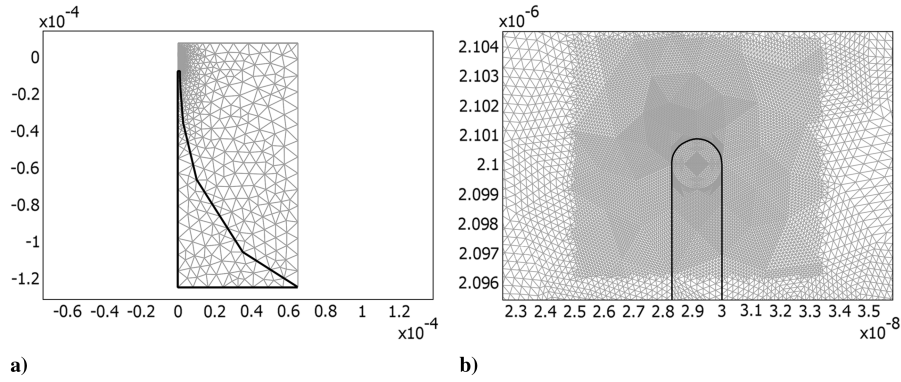 x10⁻⁴
0
-0.2
-0.4
-0.6
-0.8
-1
-1.2
-0.6 -0.4 -0.2 0 0.2 0.4 0.6 0.8 1
x10⁻⁴
a)
x10⁻⁶
2.104
2.103
2.102
2.101
2.1
2.099
2.098
2.097
2.096
2.3 2.4 2.5 2.6 2.7 2.8 2.9 3 3.1 3.2 3.3 3.4 3.5
x10⁻⁸
b)